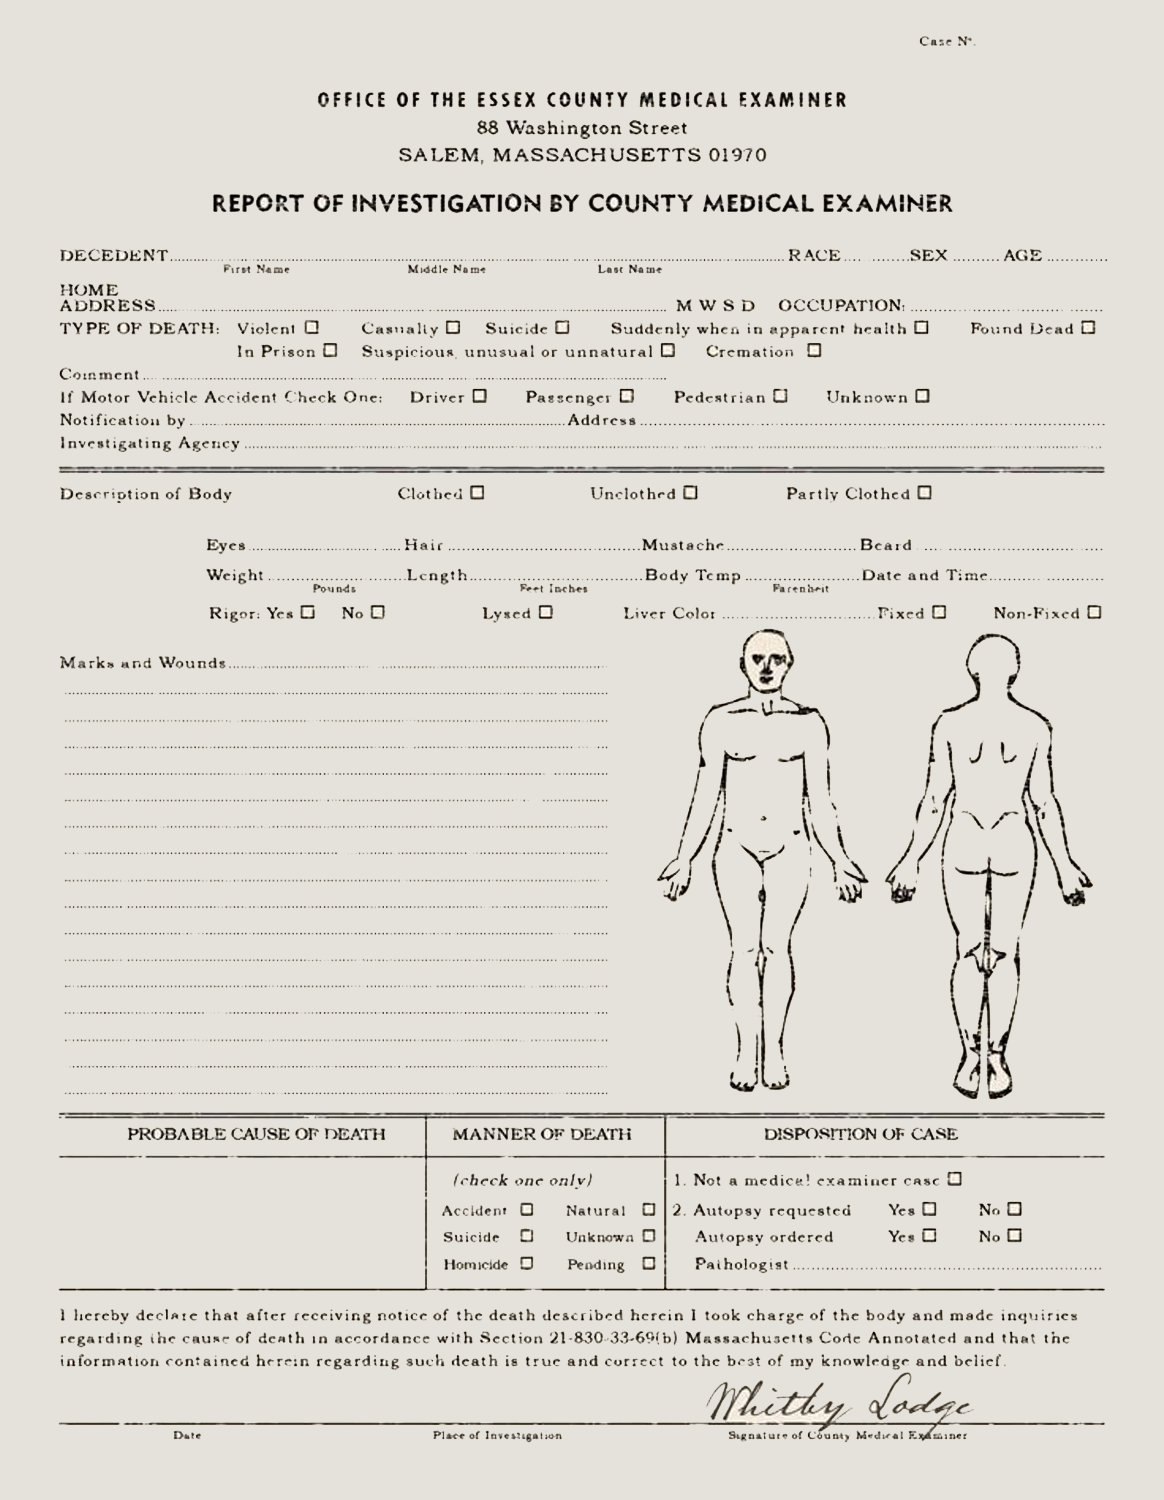 Case Nº.
OFFICE OF THE ESSEX COUNTY MEDICAL EXAMINER
88 Washington Street
SALEM, MASSACHUSETTS 01970
REPORT OF INVESTIGATION BY COUNTY MEDICAL EXAMINER
DECEDENT RACE SEX AGE
First Name Middle Name Last Name
HOME
ADDRESS M W S D OCCUPATION:
TYPE OF DEATH: Violent Casualty Suicide Suddenly when in apparent health Found Dead
In Prison Suspicious, unusual or unnatural Cremation
Comment
If Motor Vehicle Accident Check One: Driver Passenger Pedestrian Unknown
Notification by Address
Investigating Agency
Description of Body Clothed Unclothed Partly Clothed
Eyes Hair Mustache Beard
Weight Length Body Temp Date and Time
Pounds Feet Inches Farenheit
Rigor: Yes No Lysed Liver Color Fixed Non-Fixed
Marks and Wounds
PROBABLE CAUSE OF DEATH MANNER OF DEATH DISPOSITION OF CASE
(check one only) 1. Not a medical examiner case
Accident Natural 2. Autopsy requested Yes No
Suicide Unknown Autopsy ordered Yes No
Homicide Pending Pathologist
I hereby declare that after receiving notice of the death described herein I took charge of the body and made inquiries
regarding the cause of death in accordance with Section 21-830-33-69(b) Massachusetts Code Annotated and that the
information contained herein regarding such death is true and correct to the best of my knowledge and belief.
Whitby Lodge
Date Place of Investigation Signature of County Medical Examiner